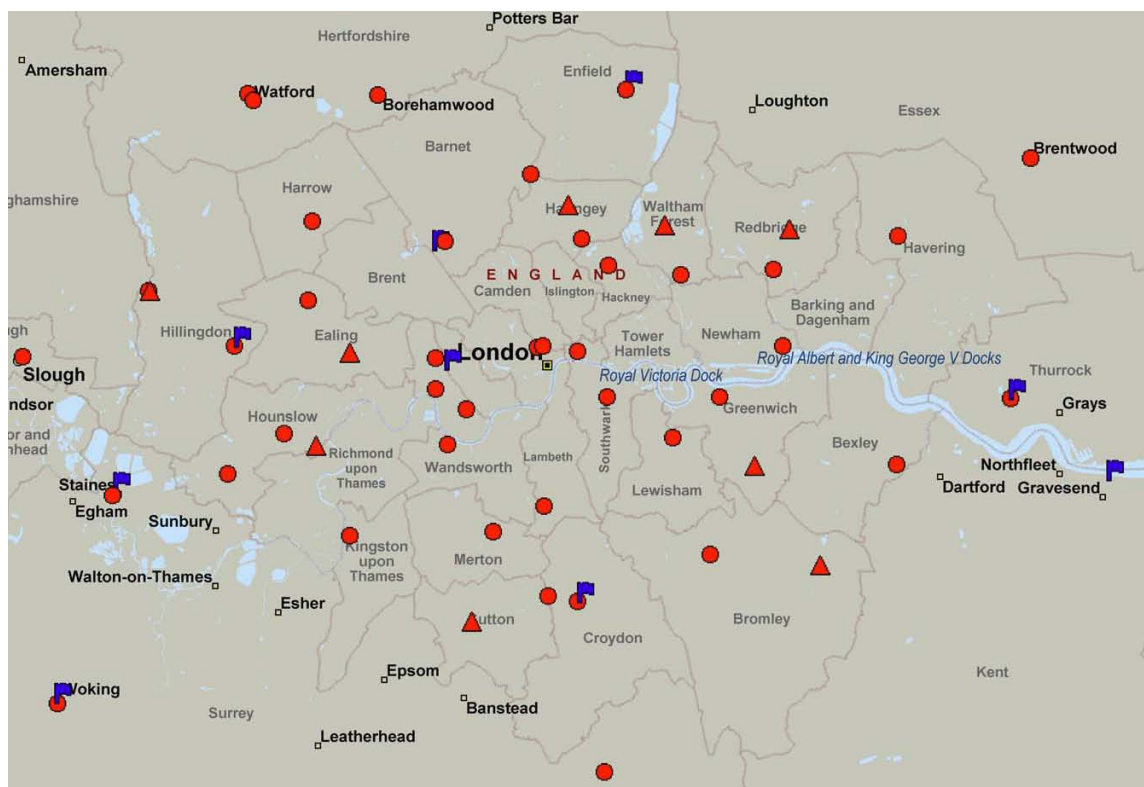 Potters Bar
Hertfordshire
Amersham
Enfield
Watford
Borehamwood
Loughton
Essex
Barnet
Brentwood
Harrow
ghamshire
Waltham
Forest
Redbridge
Havering
ENGLAND
Brent
Camden
Islington
Hackney
Barking and
Dagenham
Hillingdon
Ealing
Tower
Hamlets
Newham
London
Royal Albert and King George V Docks
Slough
Royal Victoria Dock
Thurrock
ndsor
Grays
Greenwich
Hounslow
or and
nhead
Southwark
Bexley
Richmond
upon
Thames
Wandsworth
Lambeth
Northfleet
Staines
Lewisham
Dartford
Gravesend
Egham
Sunbury
Kingston
upon
Thames
Merton
Walton-on-Thames
Esher
Bromley
Croydon
Epsom
Kent
Banstead
Surrey
Leatherhead